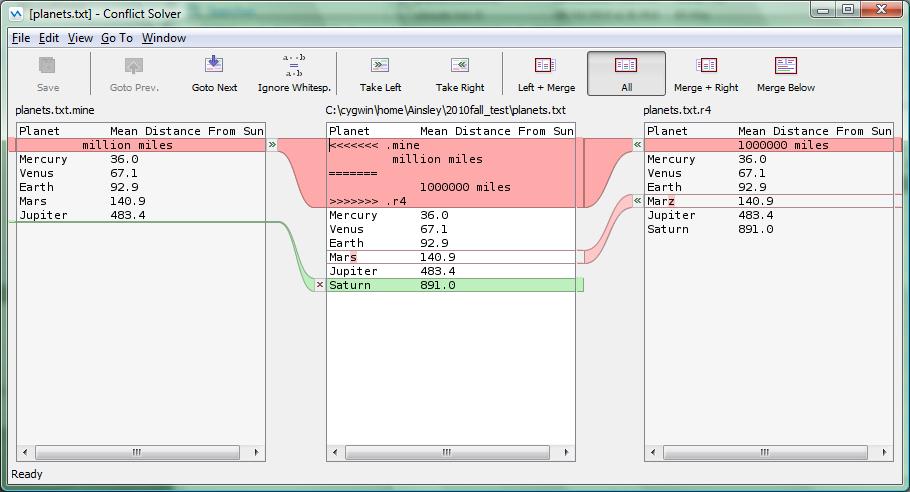 [planets.txt] - Conflict Solver
File Edit View Go To Window
Save Goto Prev. Goto Next Ignore Whitesp. Take Left Take Right Left + Merge All Merge + Right Merge Below
a··b
a·b
planets.txt.mine
Planet Mean Distance From Sun
million miles
Mercury 36.0
Venus 67.1
Earth 92.9
Mars 140.9
Jupiter 483.4
C:\cygwin\home\Ainsley\2010fall_test\planets.txt
Planet Mean Distance From Sun
<<<<<<< .mine
million miles
=======
1000000 miles
>>>>>>> .r4
Mercury 36.0
Venus 67.1
Earth 92.9
Mars 140.9
Jupiter 483.4
Saturn 891.0
planets.txt.r4
Planet Mean Distance From Sun
1000000 miles
Mercury 36.0
Venus 67.1
Earth 92.9
Marz 140.9
Jupiter 483.4
Saturn 891.0
Ready